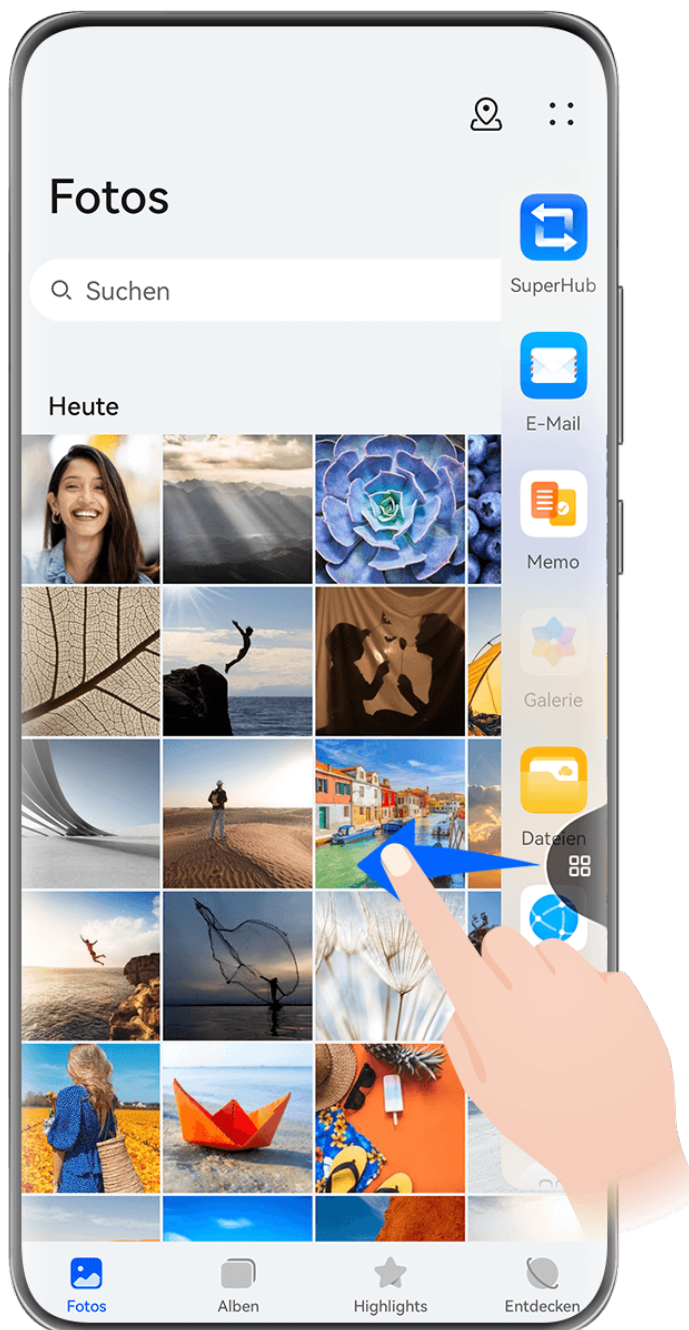 Fotos
SuperHub
Suchen
E-Mail
Heute
Memo
Galerie
Dateien
Fotos
Alben
Highlights
Entdecken